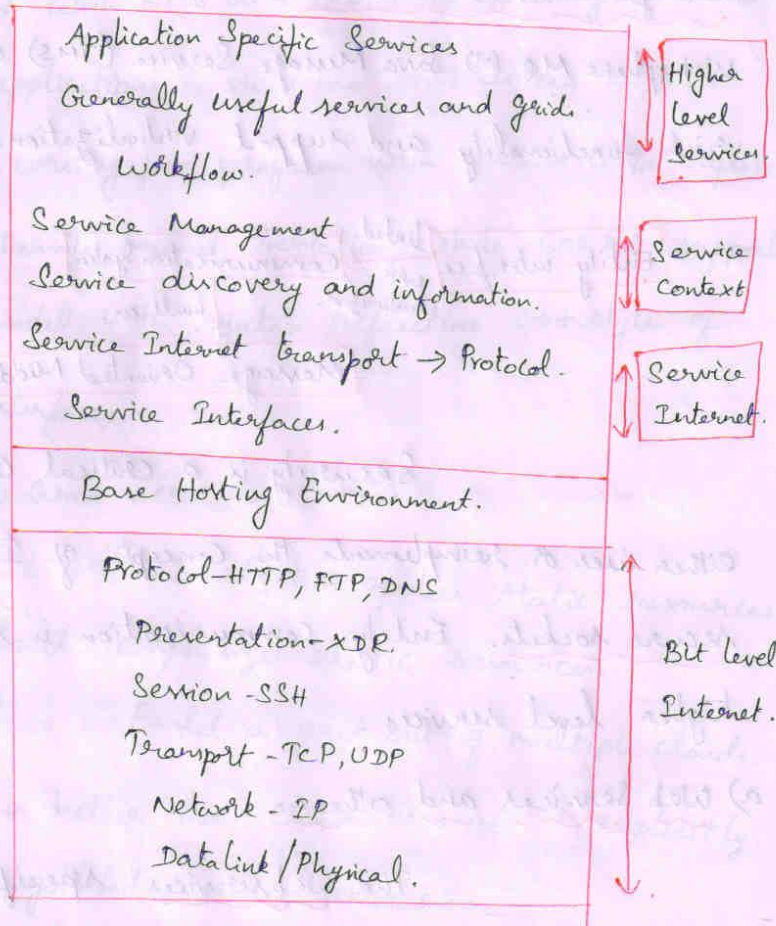 Application Specific Services
Generally useful services and grid.
Workflow.
Higher
Level
Services.
Service Management
Service discovery and information.
Service
Context
Service Internet transport → Protocol.
Service Interfaces.
Service
Internet.
Base Hosting Environment.
Protocol-HTTP, FTP, DNS
Presentation-XDR.
Session -SSH
Transport -TCP, UDP
Network - IP
Datalink/Physical.
Bit level
Internet.